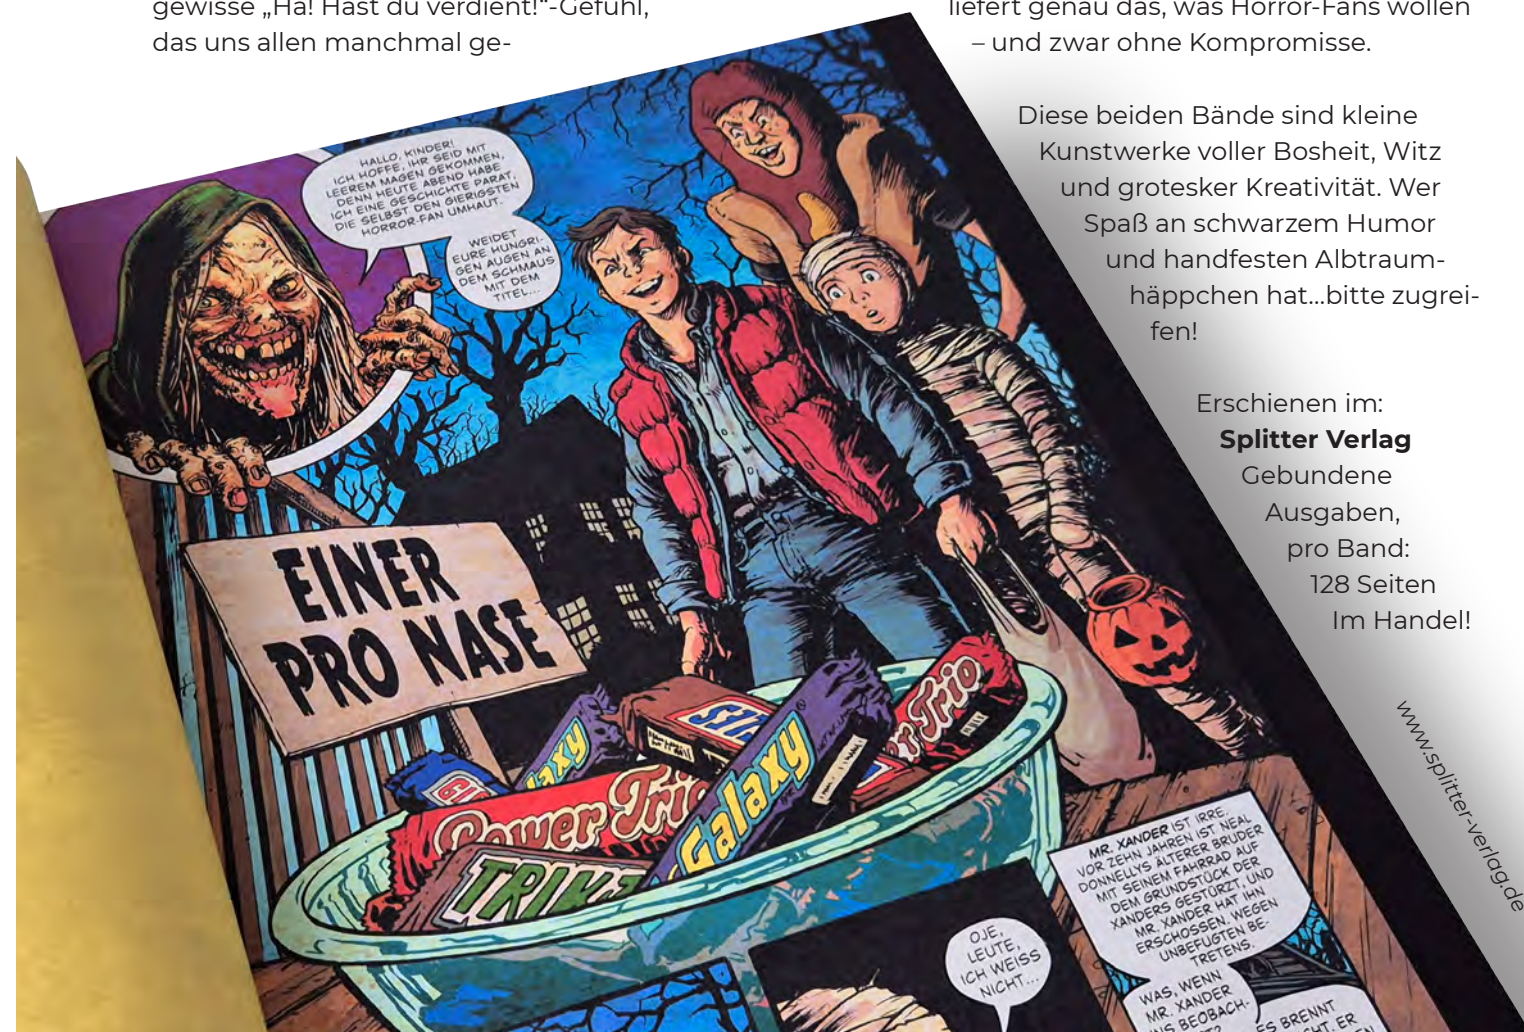 gewisse „Ha! Hast du verdient!“-Gefühl,
das uns allen manchmal ge-
liefert genau das, was Horror-Fans wollen
– und zwar ohne Kompromisse.
Diese beiden Bände sind kleine
Kunstwerke voller Bosheit, Witz
und grotesker Kreativität. Wer
Spaß an schwarzem Humor
und handfesten Albtraum-
häppchen hat...bitte zugrei-
fen!
Erschienen im:
Splitter Verlag
Gebundene
Ausgaben,
pro Band:
128 Seiten
Im Handel!
www.splitter-verlag.de
HALLO, KINDER!
ICH HOFFE, IHR SEID MIT
LEEREM MAGEN GEKOMMEN,
DENN HEUTE ABEND HABE
ICH EINE GESCHICHTE PARAT,
DIE SELBST DEN GIERIGSTEN
HORROR-FAN UMHAUT.
WEIDET
EURE HUNGRI-
GEN AUGEN AN
DEM SCHMAUS
MIT DEM
TITEL...
EINER
PRO NASE
Power Trio
Galaxy
MR. XANDER IST IRRE.
VOR ZEHN JAHREN IST NEAL
DONNELLYS ÄLTERER BRUDER
MIT SEINEM FAHRRAD AUF
DEM GRUNDSTÜCK DER
XANDERS GESTÜRZT, UND
MR. XANDER HAT IHN
ERSCHOSSEN. WEGEN
UNBEFUGTEN BE-
TRETENS.
OJE,
LEUTE,
ICH WEISS
NICHT...
WAS, WENN
MR. XANDER
UNS BEOBACH-
ES BRENNT
ER